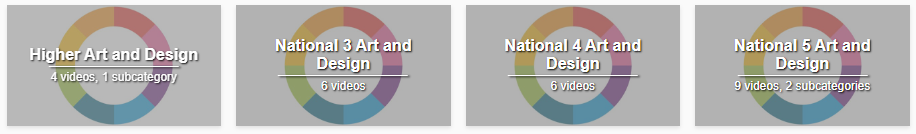 Higher Art and Design
4 videos, 1 subcategory
National 3 Art and
Design
6 videos
National 4 Art and
Design
6 videos
National 5 Art and
Design
9 videos, 2 subcategories